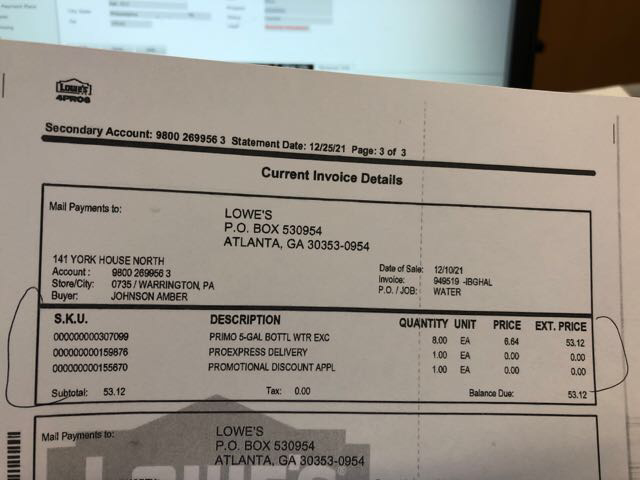 LOWE'S
4PROS
Secondary Account: 9800 269956 3 Statement Date: 12/25/21 Page: 3 of 3
Current Invoice Details
Mail Payments to:
LOWE'S
P.O. BOX 530954
ATLANTA, GA 30353-0954
141 YORK HOUSE NORTH
Account : 9800 269956 3
Store/City: 0735 / WARRINGTON, PA
Buyer: JOHNSON AMBER
Date of Sale: 12/10/21
Invoice: 949519 -IBGHAL
P.O. / JOB: WATER
S.K.U. DESCRIPTION QUANTITY UNIT PRICE EXT. PRICE
000000000307099 PRIMO 5-GAL BOTTL WTR EXC 8.00 EA 6.64 53.12
000000000159876 PROEXPRESS DELIVERY 1.00 EA 0.00 0.00
000000000155670 PROMOTIONAL DISCOUNT APPL 1.00 EA 0.00 0.00
Subtotal: 53.12 Tax: 0.00 Balance Due: 53.12
Mail Payments to:
LOWE'S
P.O. BOX 530954
ATLANTA, GA 30353-0954